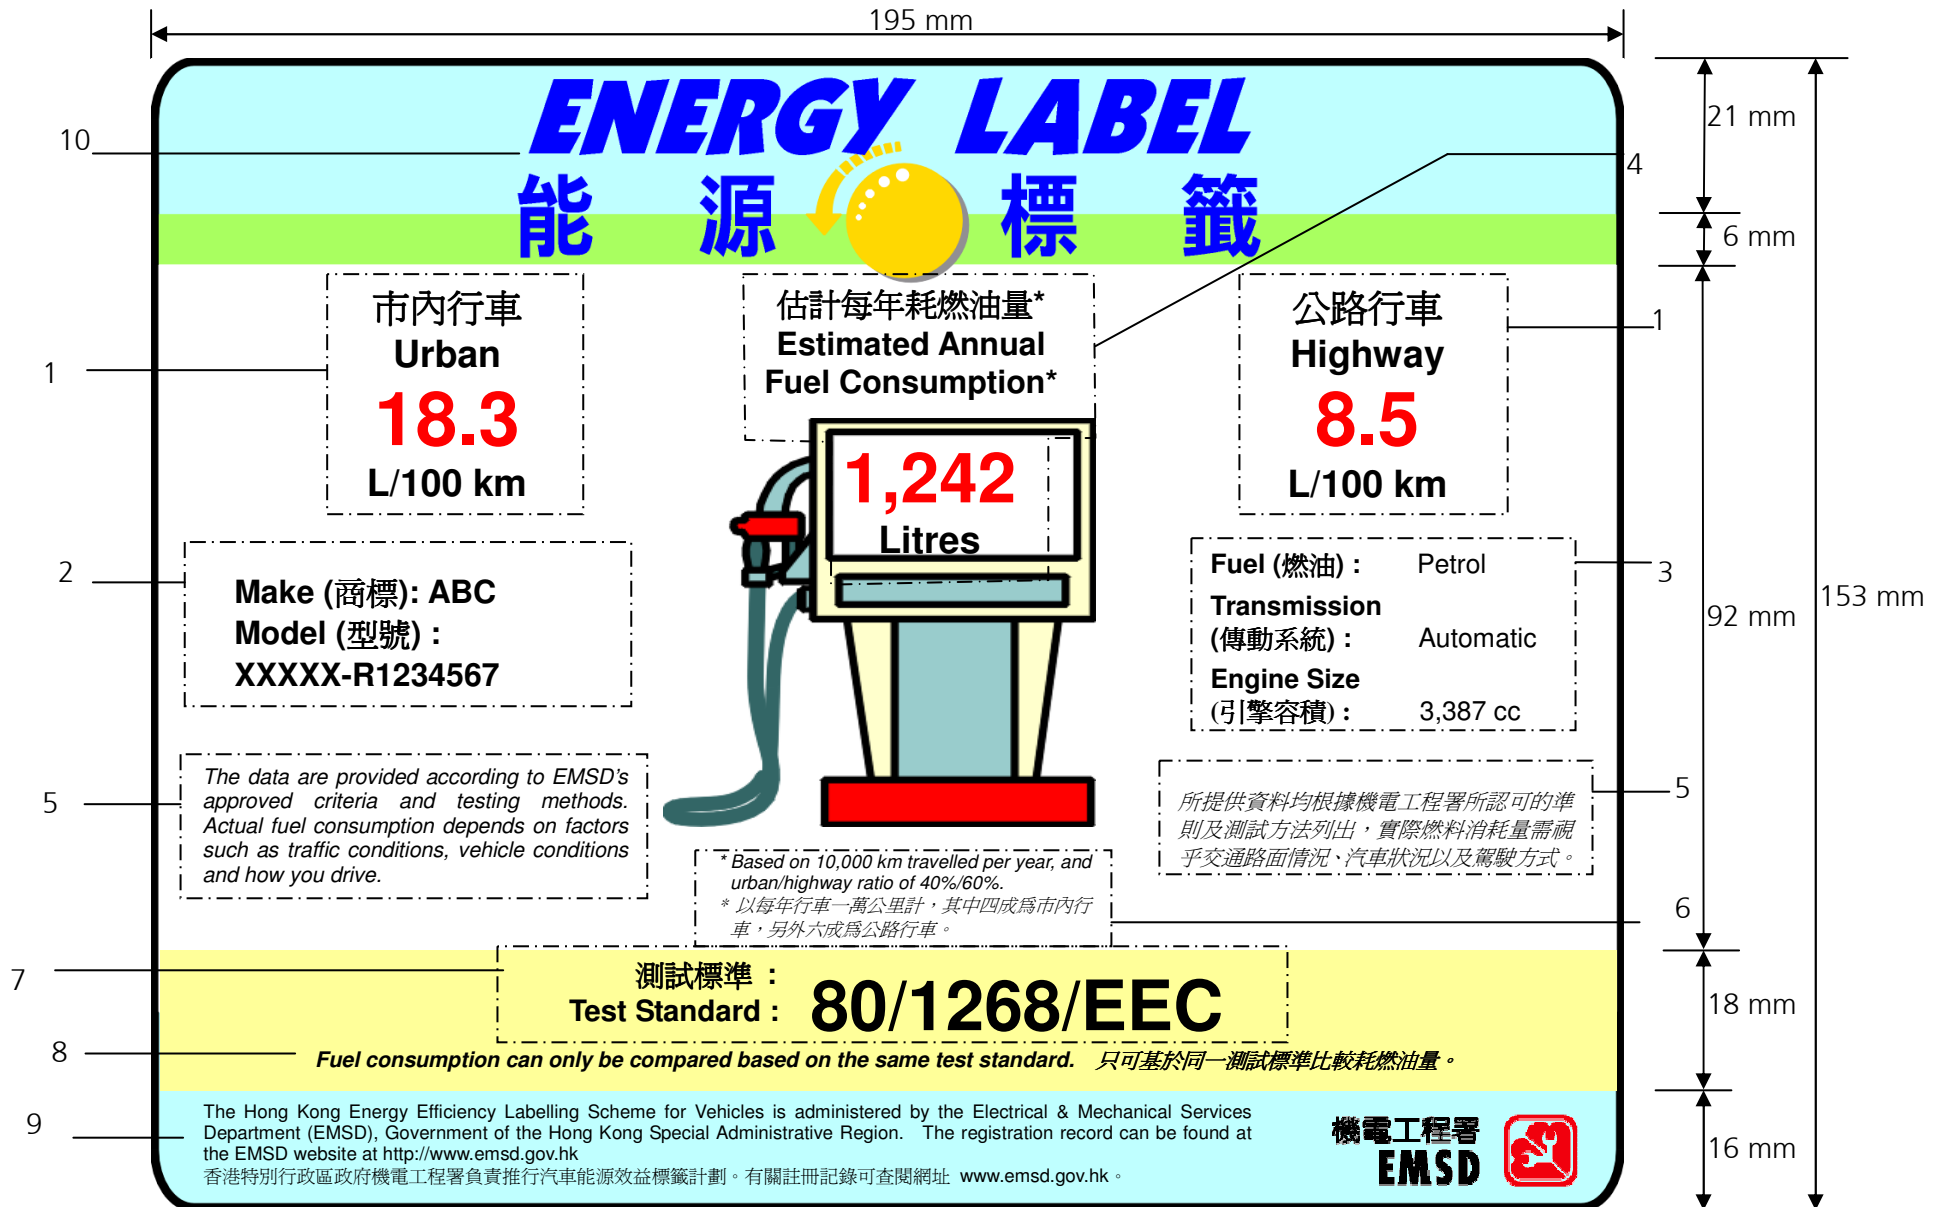 195 mm
ENERGY LABEL
能 源 標 籤
10
4
21 mm
6 mm
市內行車
Urban
18.3
L/100 km
1
估計每年耗燃油量*
Estimated Annual
Fuel Consumption*
1,242
Litres
公路行車
Highway
8.5
L/100 km
1
2
Make (商標): ABC
Model (型號) :
XXXXX-R1234567
Fuel (燃油) : Petrol
Transmission
(傳動系統) : Automatic
Engine Size
(引擎容積) : 3,387 cc
3
92 mm
153 mm
5
The data are provided according to EMSD's
approved criteria and testing methods.
Actual fuel consumption depends on factors
such as traffic conditions, vehicle conditions
and how you drive.
所提供資料均根據機電工程署所認可的準
則及測試方法列出，實際燃料消耗量需視
乎交通路面情況、汽車狀況以及駕駛方式。
5
* Based on 10,000 km travelled per year, and
urban/highway ratio of 40%/60%.
* 以每年行車一萬公里計，其中四成爲市內行
車，另外六成爲公路行車。
6
7
測試標準 :
Test Standard : 80/1268/EEC
18 mm
8
Fuel consumption can only be compared based on the same test standard. 只可基於同一測試標準比較耗燃油量。
9
The Hong Kong Energy Efficiency Labelling Scheme for Vehicles is administered by the Electrical & Mechanical Services
Department (EMSD), Government of the Hong Kong Special Administrative Region. The registration record can be found at
the EMSD website at http://www.emsd.gov.hk
香港特別行政區政府機電工程署負責推行汽車能源效益標籤計劃。有關註冊記錄可查閱網址 www.emsd.gov.hk。
機電工程署
EMSD
16 mm